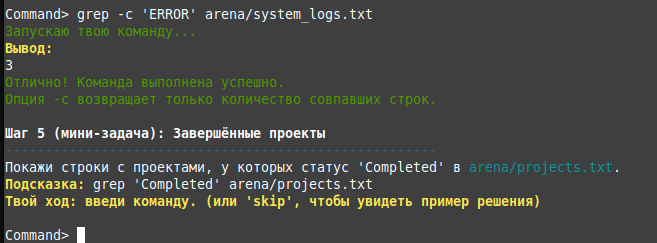 Command> grep -c 'ERROR' arena/system_logs.txt
Запускаю твою команду...
Вывод:
3
Отлично! Команда выполнена успешно.
Опция -c возвращает только количество совпавших строк.
Шаг 5 (мини-задача): Завершённые проекты
------------------------------------------------------
Покажи строки с проектами, у которых статус 'Completed' в arena/projects.txt.
Подсказка: grep 'Completed' arena/projects.txt
Твой ход: введи команду. (или 'skip', чтобы увидеть пример решения)
Command>